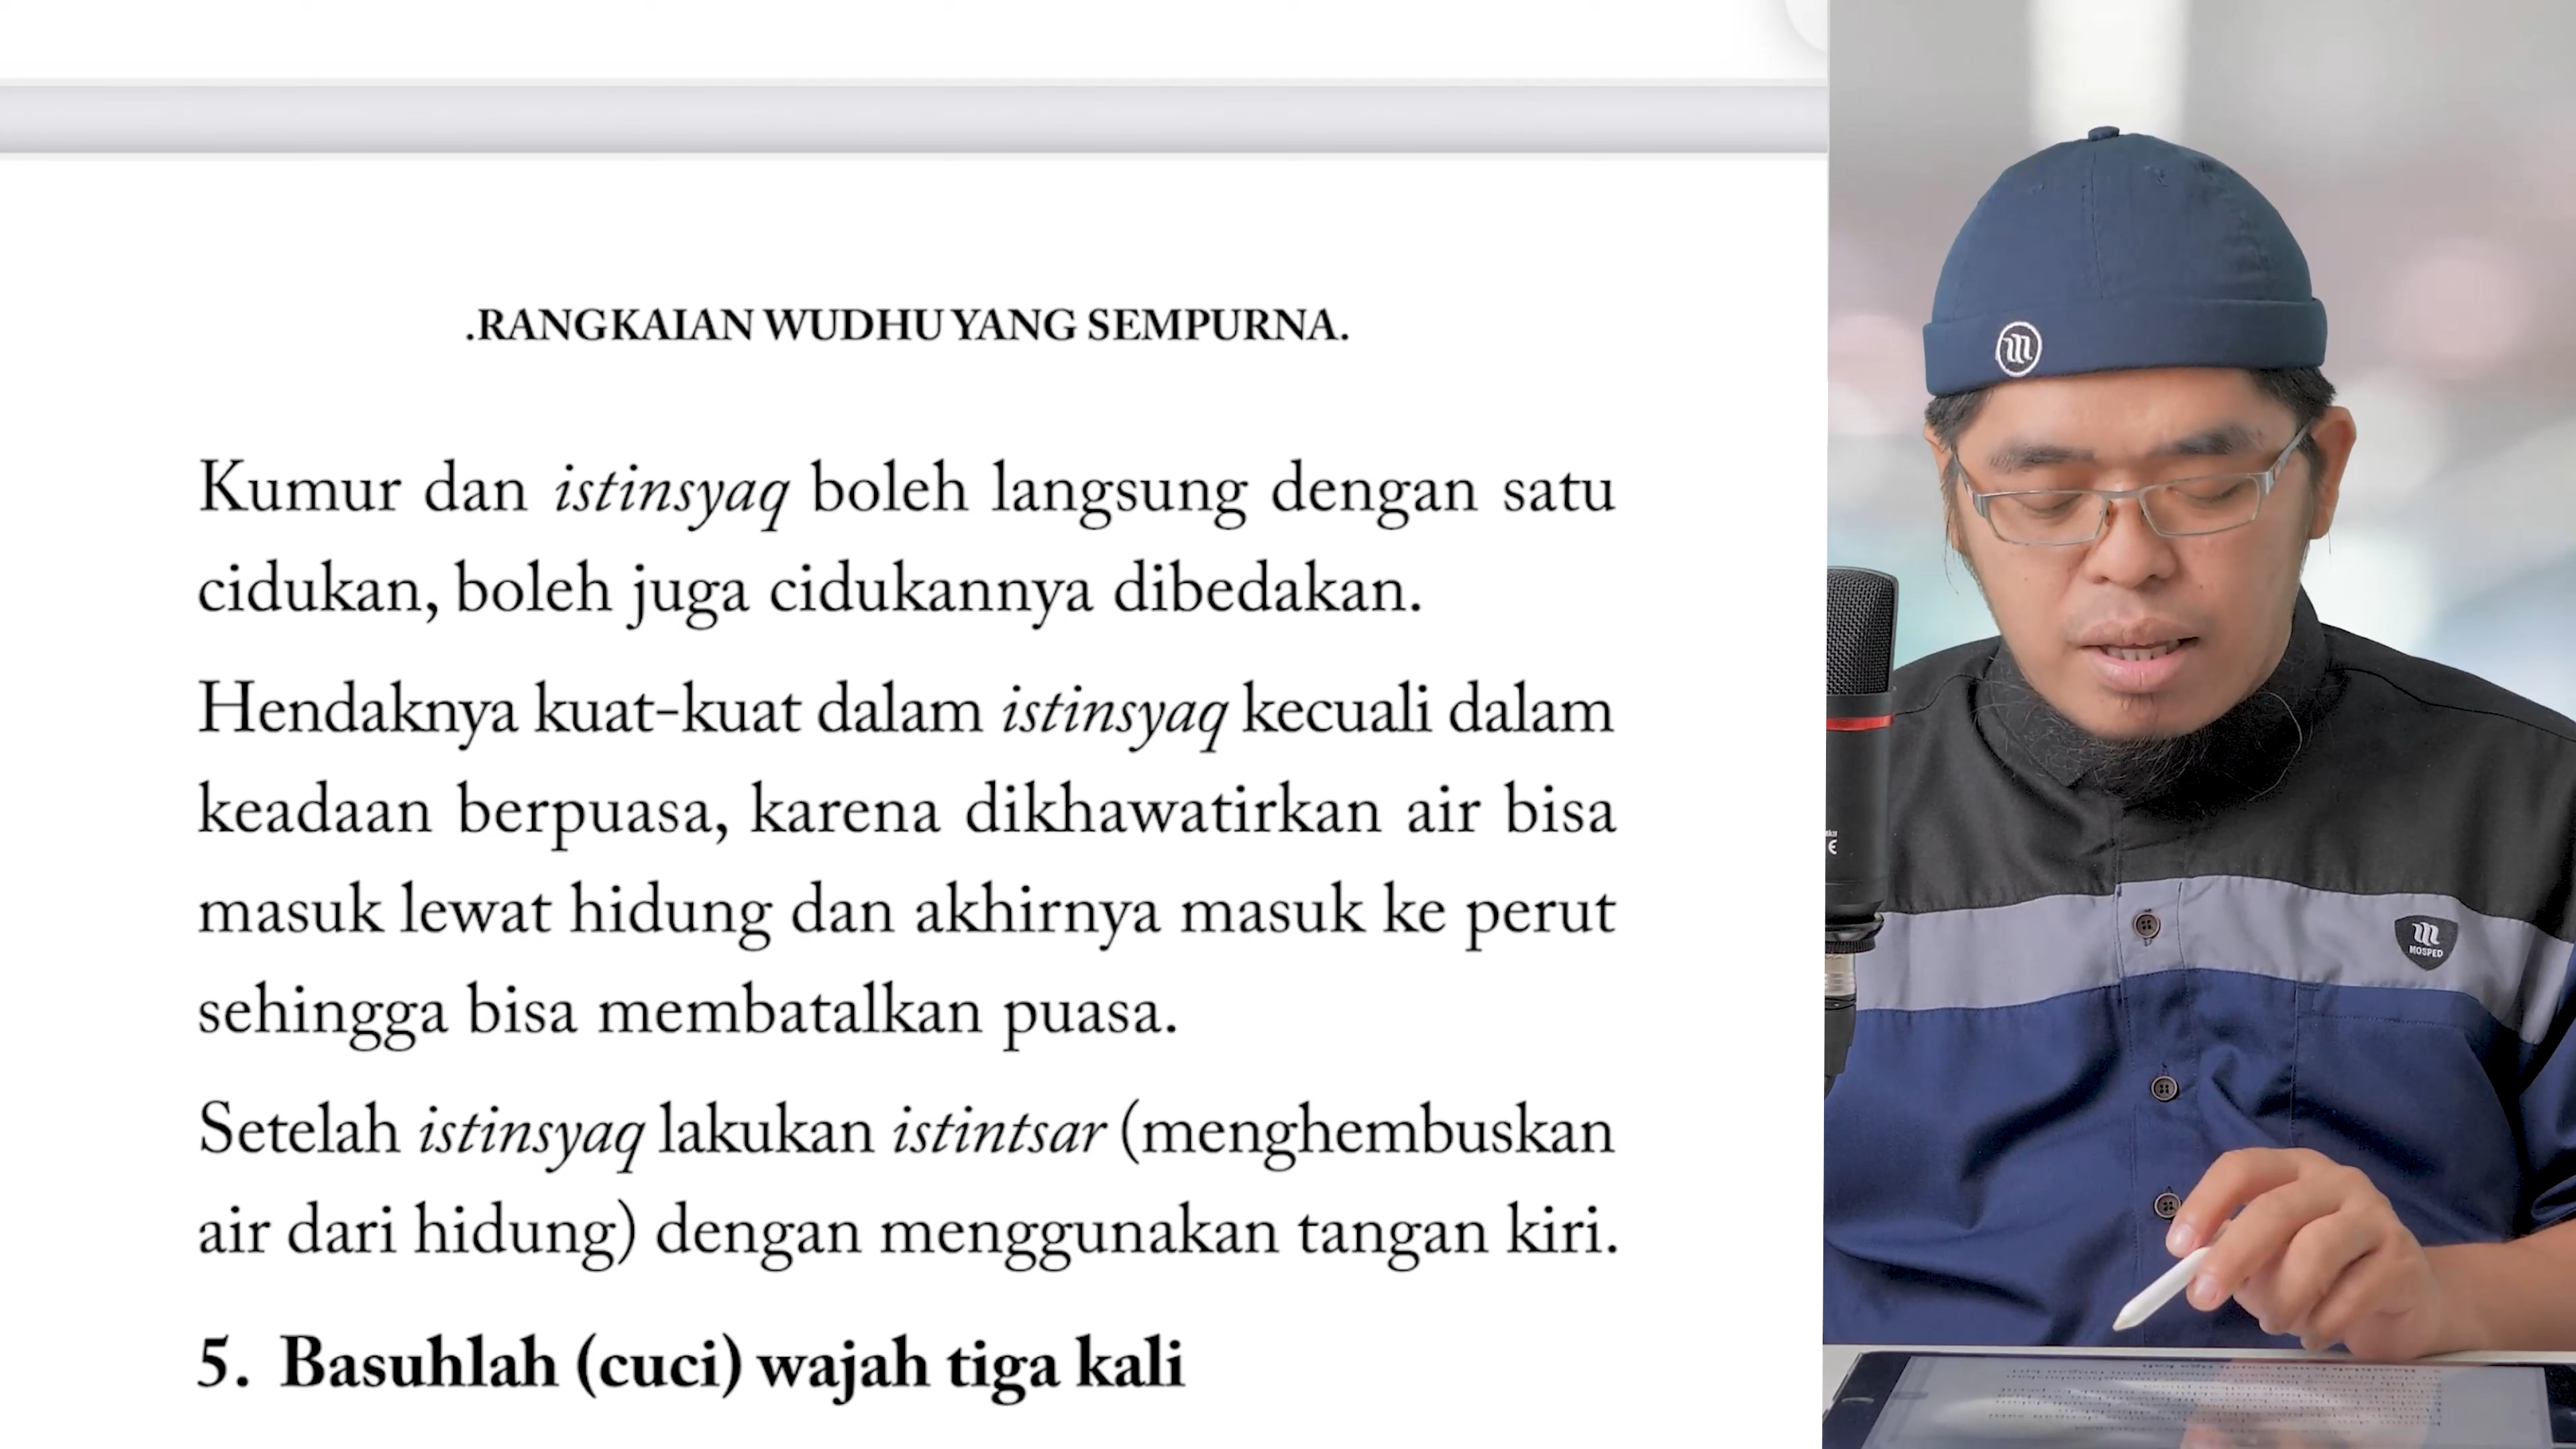 .RANGKAIAN WUDHU YANG SEMPURNA.
Kumur dan istinsyaq boleh langsung dengan satu
cidukan, boleh juga cidukannya dibedakan.
Hendaknya kuat-kuat dalam istinsyaq kecuali dalam
keadaan berpuasa, karena dikhawatirkan air bisa
masuk lewat hidung dan akhirnya masuk ke perut
sehingga bisa membatalkan puasa.
Setelah istinsyaq lakukan istintsar (menghembuskan
air dari hidung) dengan menggunakan tangan kiri.
5. Basuhlah (cuci) wajah tiga kali
MOSPED